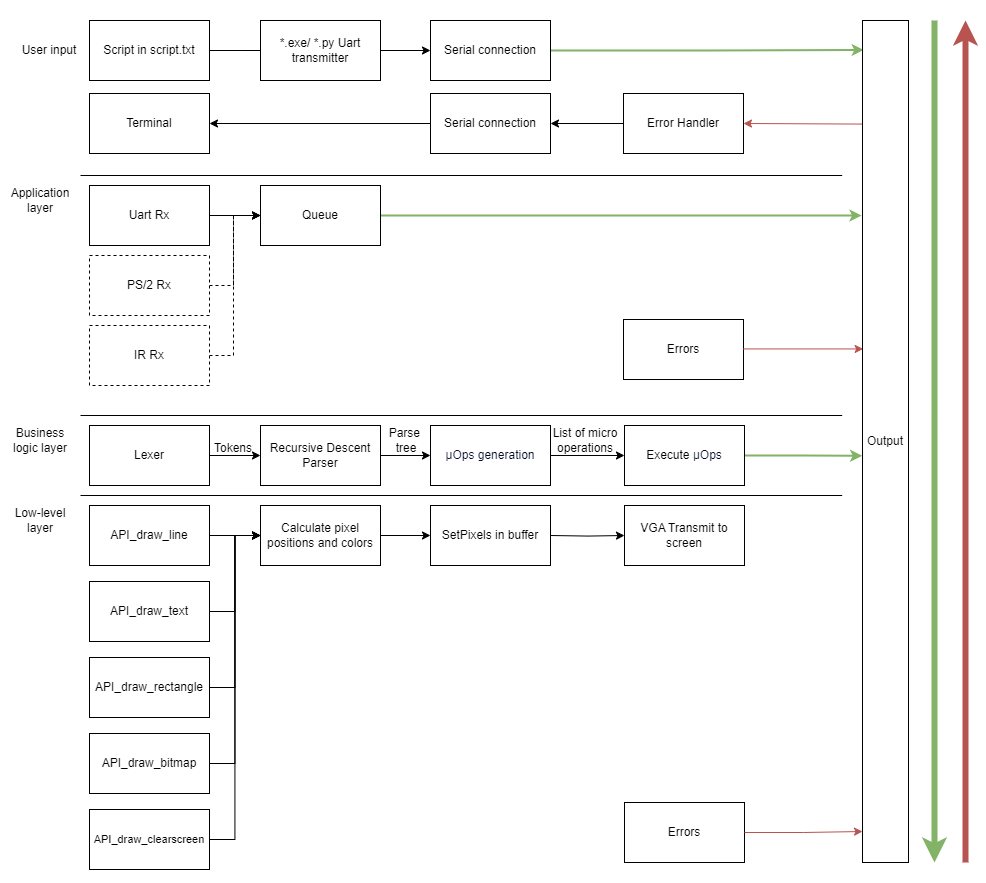 User input
Script in script.txt
*.exe/ *.py Uart
transmitter
Serial connection
Terminal
Serial connection
Error Handler
Application
layer
Uart Rx
Queue
PS/2 Rx
IR Rx
Errors
Business
logic layer
Lexer
Tokens
Recursive Descent
Parser
Parse
tree
µOps generation
List of micro
operations
Execute µOps
Output
Low-level
layer
API_draw_line
Calculate pixel
positions and colors
SetPixels in buffer
VGA Transmit to
screen
API_draw_text
API_draw_rectangle
API_draw_bitmap
API_draw_clearscreen
Errors